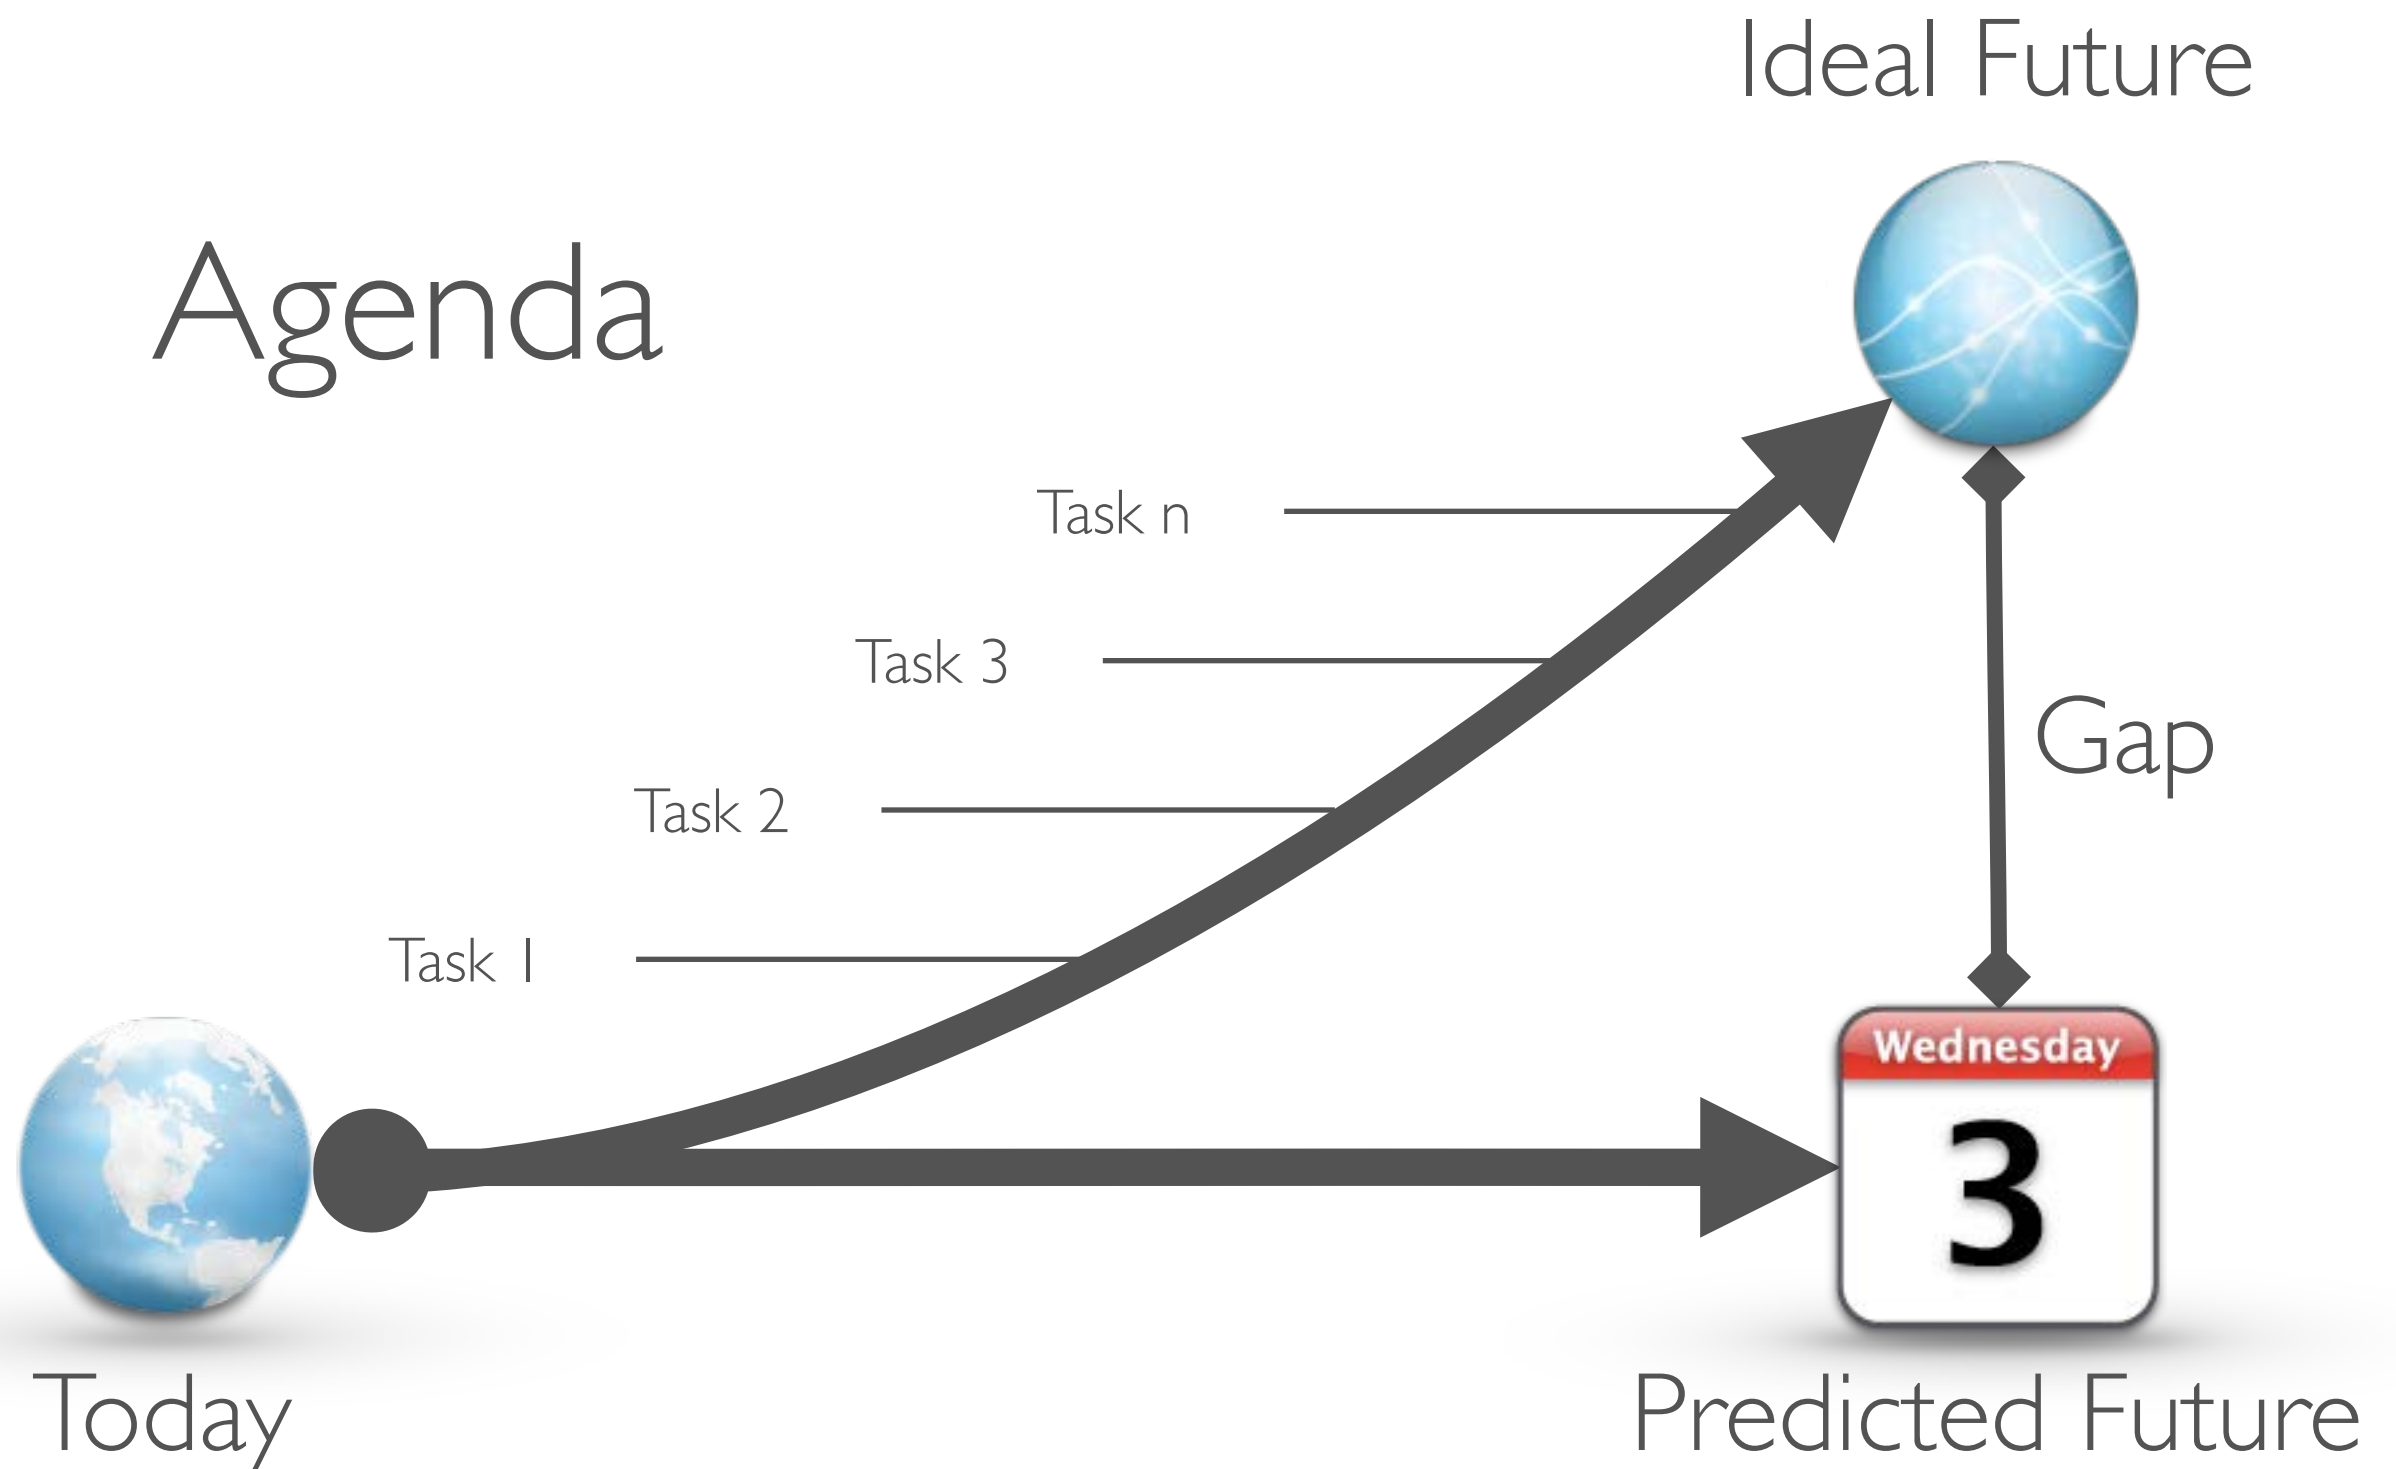 Ideal Future
Agenda
Task n
Task 3
Gap
Task 2
Task 1
Wednesday
3
Today
Predicted Future